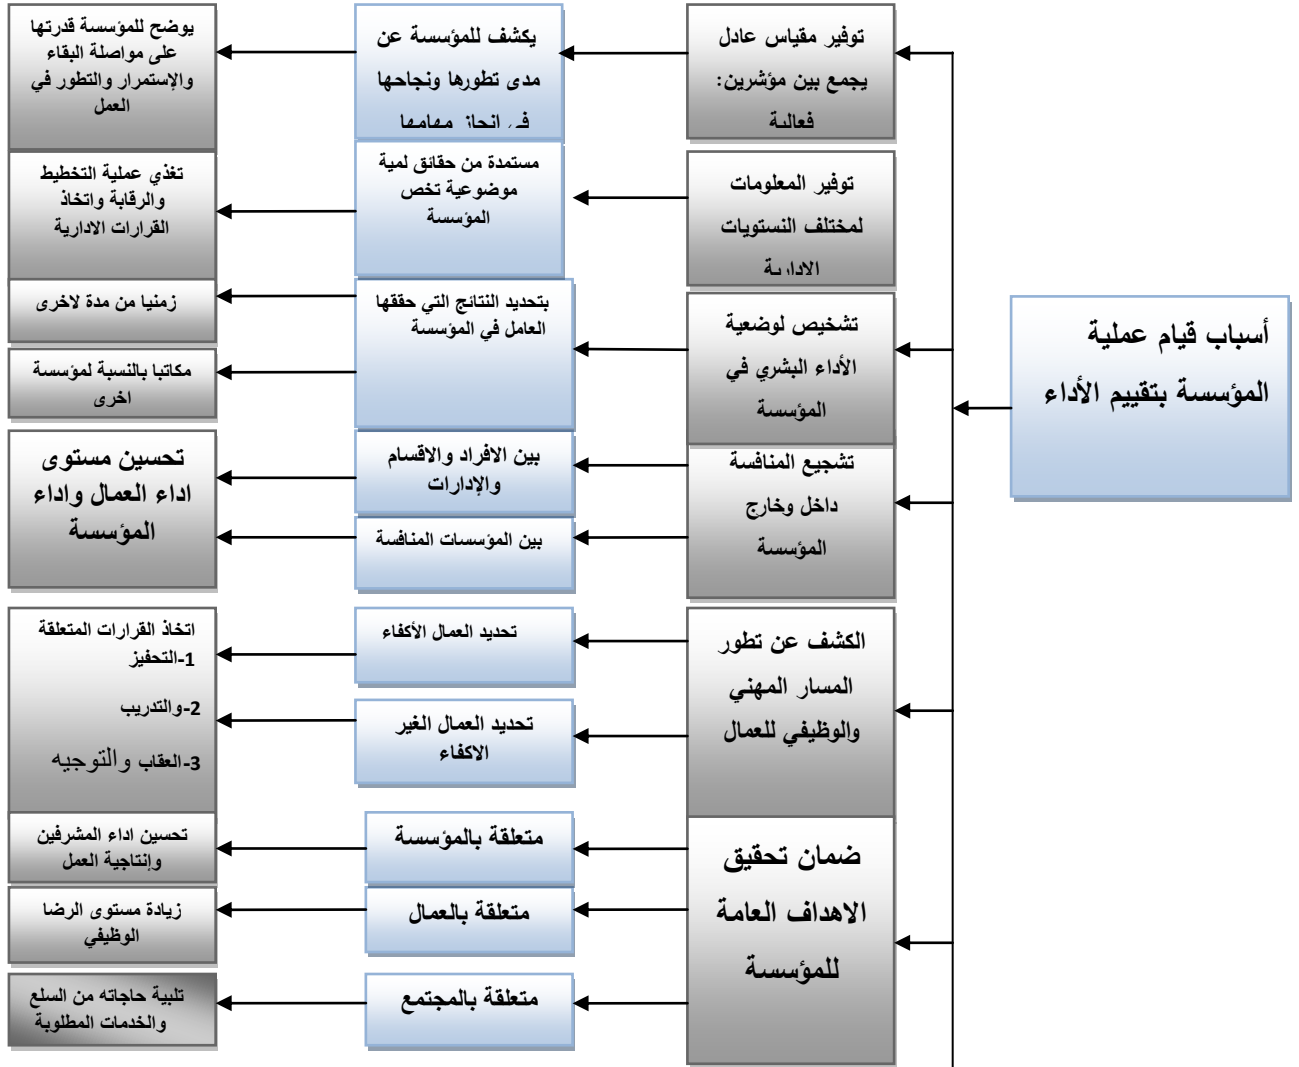 أسباب قيام عملية
المؤسسة بتقييم الأداء
توفير مقياس عادل
يجمع بين مؤشرين:
فعالية
يكشف للمؤسسة عن
مدى تطورها ونجاحها
في انجاز مهامها
يوضح للمؤسسة قدرتها
على مواصلة البقاء
والإستمرار والتطور في
العمل
توفير المعلومات
لمختلف النستويات
الادارية
مستمدة من حقائق لمية
موضوعية تخص
المؤسسة
تغذي عملية التخطيط
والرقابة واتخاذ
القرارات الادارية
تشخيص لوضعية
الأداء البشري في
المؤسسة
بتحديد النتائج التي حققها
العامل في المؤسسة
زمنيا من مدة لاخرى
مكاتبا بالنسبة لمؤسسة
اخرى
تشجيع المنافسة
داخل وخارج
المؤسسة
بين الافراد والاقسام
والإدارات
بين المؤسسات المنافسة
تحسين مستوى
اداء العمال واداء
المؤسسة
الكشف عن تطور
المسار المهني
والوظيفي للعمال
تحديد العمال الأكفاء
تحديد العمال الغير
الاكفاء
اتخاذ القرارات المتعلقة
1-التحفيز
2-والتدريب
3-العقاب والتوجيه
ضمان تحقيق
الاهداف العامة
للمؤسسة
متعلقة بالمؤسسة
تحسين اداء المشرفين
وإنتاجية العمل
متعلقة بالعمال
زيادة مستوى الرضا
الوظيفي
متعلقة بالمجتمع
تلبية حاجاته من السلع
والخدمات المطلوبة